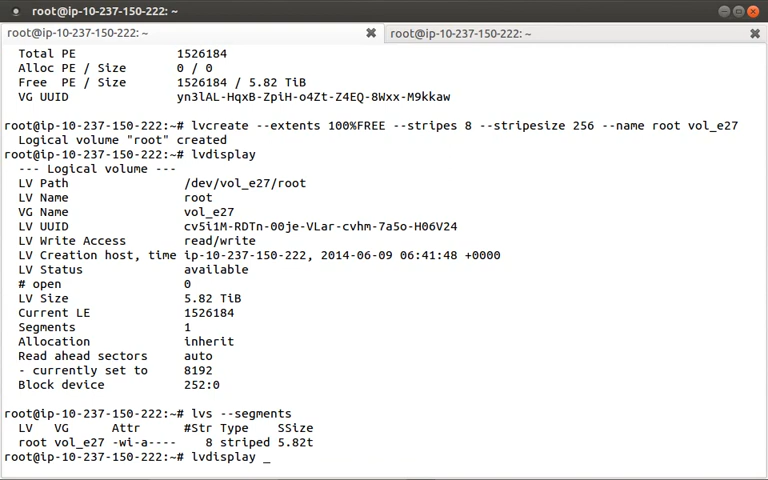 root@ip-10-237-150-222: ~
root@ip-10-237-150-222: ~
root@ip-10-237-150-222: ~
Total PE 1526184
Alloc PE / Size 0 / 0
Free PE / Size 1526184 / 5.82 TiB
VG UUID yn3lAL-HqxB-ZpiH-o4Zt-Z4EQ-8Wxx-M9kkaw
root@ip-10-237-150-222:~# lvcreate --extents 100%FREE --stripes 8 --stripesize 256 --name root vol_e27
Logical volume "root" created
root@ip-10-237-150-222:~# lvdisplay
--- Logical volume ---
LV Path /dev/vol_e27/root
LV Name root
VG Name vol_e27
LV UUID cv5i1M-RDTn-00je-VLar-cvhm-7a5o-H06V24
LV Write Access read/write
LV Creation host, time ip-10-237-150-222, 2014-06-09 06:41:48 +0000
LV Status available
# open 0
LV Size 5.82 TiB
Current LE 1526184
Segments 1
Allocation inherit
Read ahead sectors auto
- currently set to 8192
Block device 252:0
root@ip-10-237-150-222:~# lvs --segments
LV VG Attr #Str Type SSize
root vol_e27 -wi-a---- 8 striped 5.82t
root@ip-10-237-150-222:~# lvdisplay _